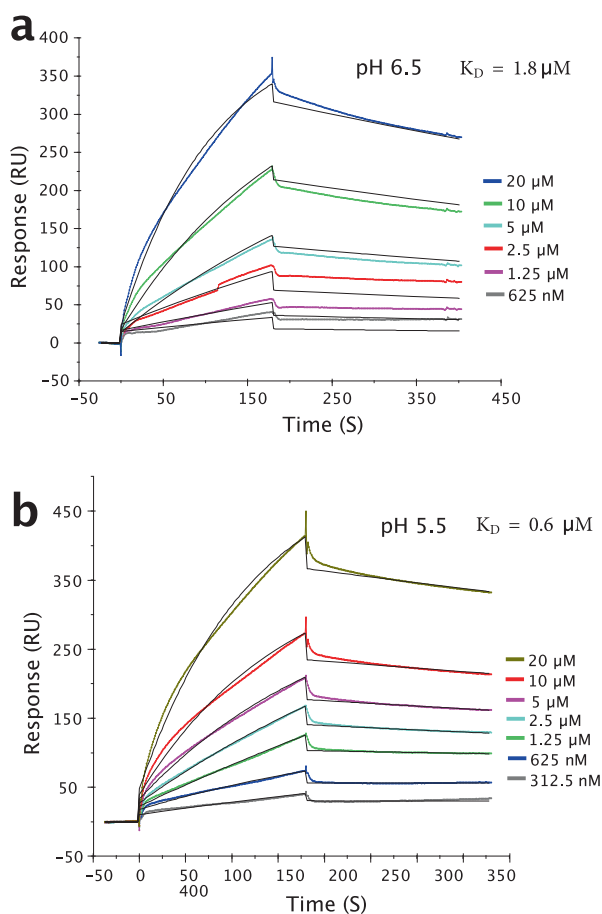 a
400
350
300
250
200
150
100
50
0
−50
Response (RU)
pH 6.5 K_D = 1.8 μM
20 μM
10 μM
5 μM
2.5 μM
1.25 μM
625 nM
−50 50 150 250 350 450
Time (S)
b
450
350
250
150
50
−50
Response (RU)
pH 5.5 K_D = 0.6 μM
20 μM
10 μM
5 μM
2.5 μM
1.25 μM
625 nM
312.5 nM
−50 0 50 100 150 150 200 250 300 350
400
Time (S)